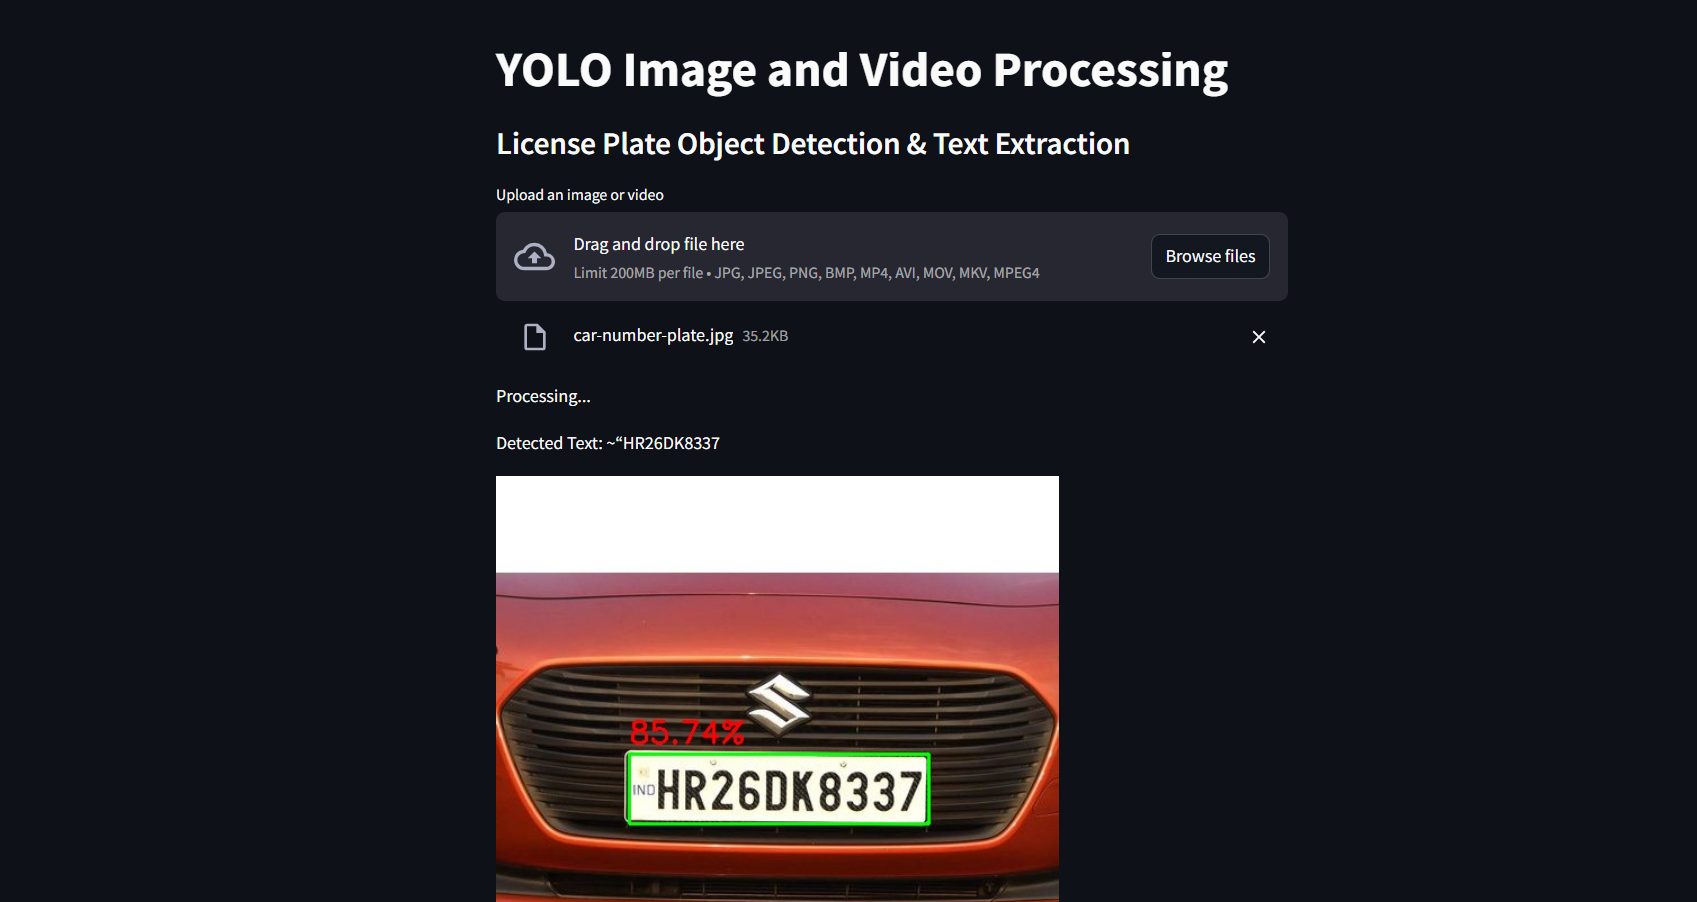 YOLO Image and Video Processing
License Plate Object Detection & Text Extraction
Upload an image or video
Drag and drop file here
Limit 200MB per file • JPG, JPEG, PNG, BMP, MP4, AVI, MOV, MKV, MPEG4
Browse files
car-number-plate.jpg 35.2KB
Processing...
Detected Text: ~“HR26DK8337
85.74%
IND HR26DK8337